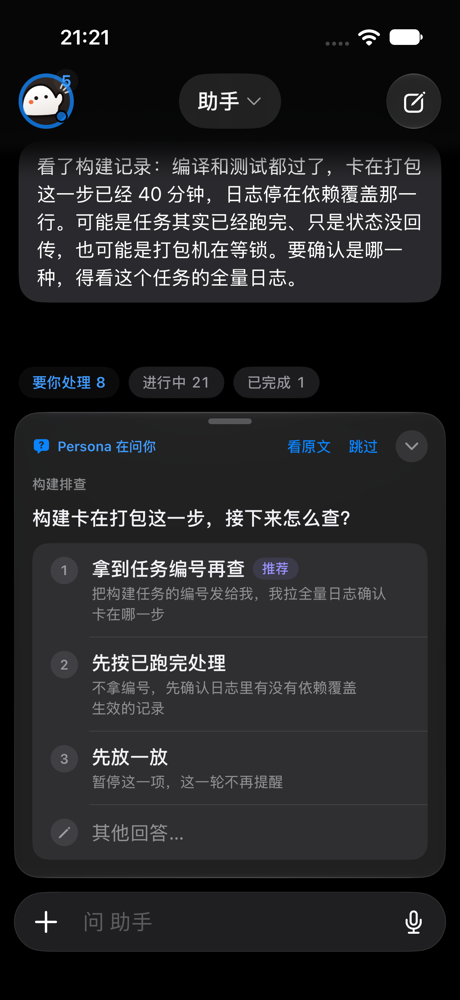 21:21
5
助手
看了构建记录：编译和测试都过了，卡在打包
这一步已经 40 分钟，日志停在依赖覆盖那一
行。可能是任务其实已经跑完、只是状态没回
传，也可能是打包机在等锁。要确认是哪一
种，得看这个任务的全量日志。
要你处理 8
进行中 21
已完成 1
Persona 在问你
看原文
跳过
构建排查
构建卡在打包这一步，接下来怎么查？
1
拿到任务编号再查
推荐
把构建任务的编号发给我，我拉全量日志确认
卡在哪一步
2
先按已跑完处理
不拿编号，先确认日志里有没有依赖覆盖
生效的记录
3
先放一放
暂停这一项，这一轮不再提醒
其他回答...
问 助手